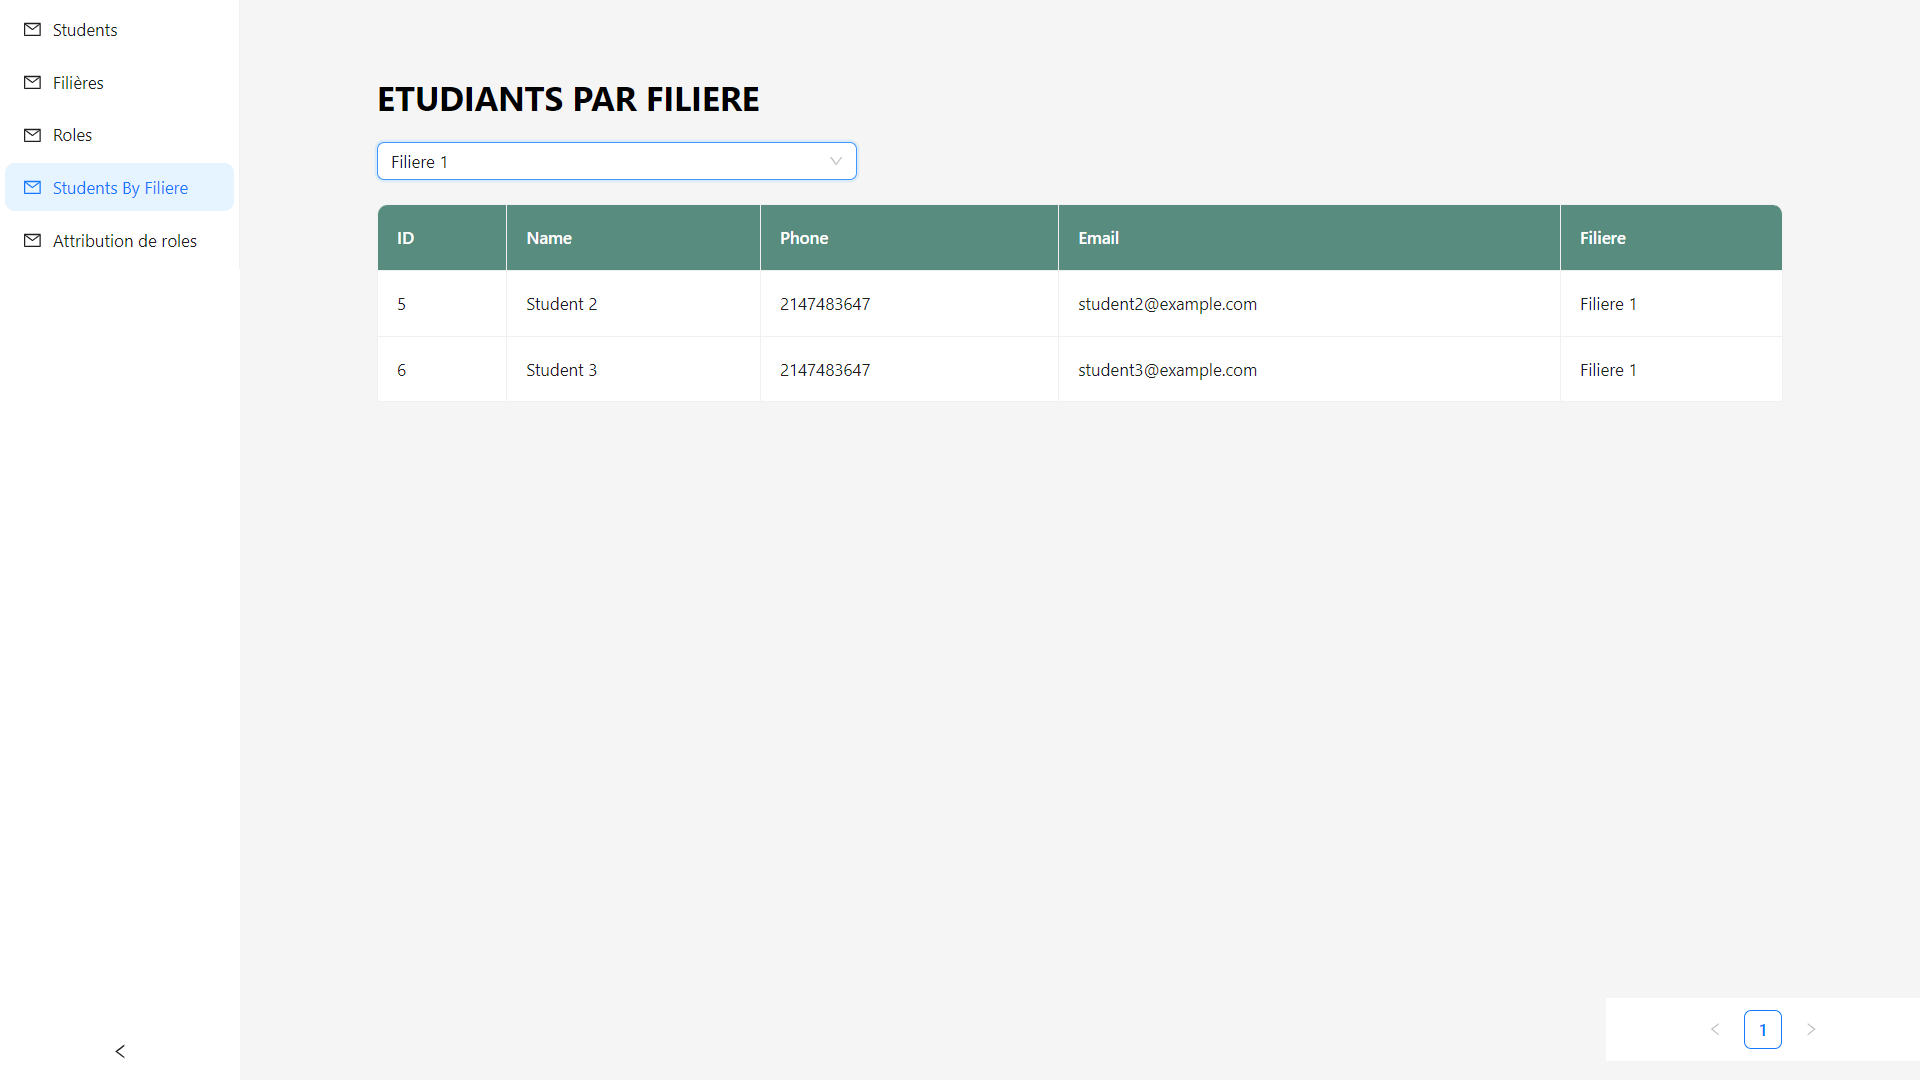 Students
Filières
Roles
Students By Filiere
Attribution de roles
ETUDIANTS PAR FILIERE
Filiere 1
ID Name Phone Email Filiere
5 Student 2 2147483647 student2@example.com Filiere 1
6 Student 3 2147483647 student3@example.com Filiere 1
1